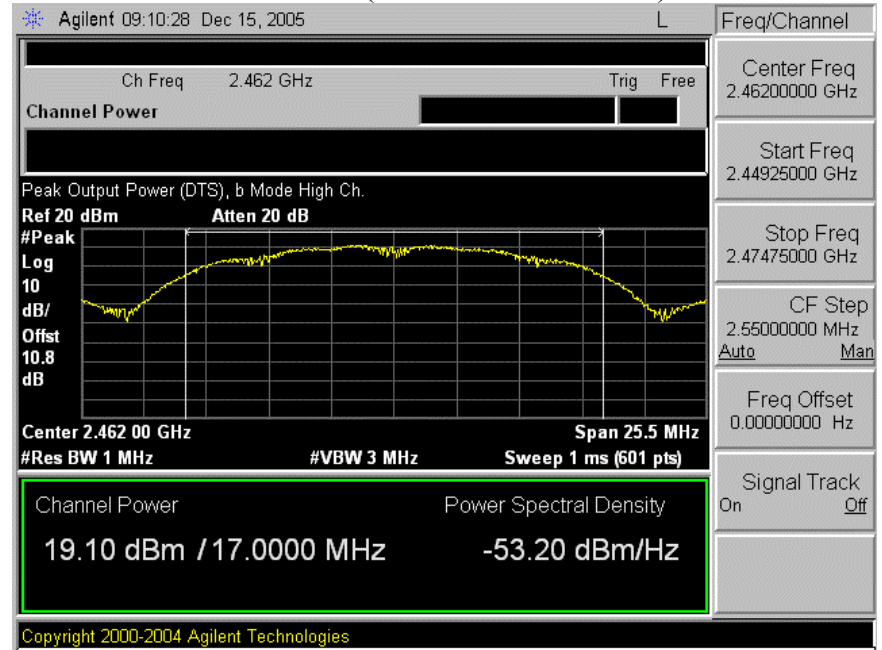 Agilent 09:10:28 Dec 15, 2005 L
Freq/Channel
Ch Freq 2.462 GHz Trig Free
Channel Power
Peak Output Power (DTS), b Mode High Ch.
Ref 20 dBm Atten 20 dB
#Peak
Log
10
dB/
Offst
10.8
dB
Center 2.462 00 GHz Span 25.5 MHz
#Res BW 1 MHz #VBW 3 MHz Sweep 1 ms (601 pts)
Channel Power Power Spectral Density
19.10 dBm / 17.0000 MHz -53.20 dBm/Hz
Copyright 2000-2004 Agilent Technologies
Center Freq
2.46200000 GHz
Start Freq
2.44925000 GHz
Stop Freq
2.47475000 GHz
CF Step
2.55000000 MHz
Auto Man
Freq Offset
0.00000000 Hz
Signal Track
On Off